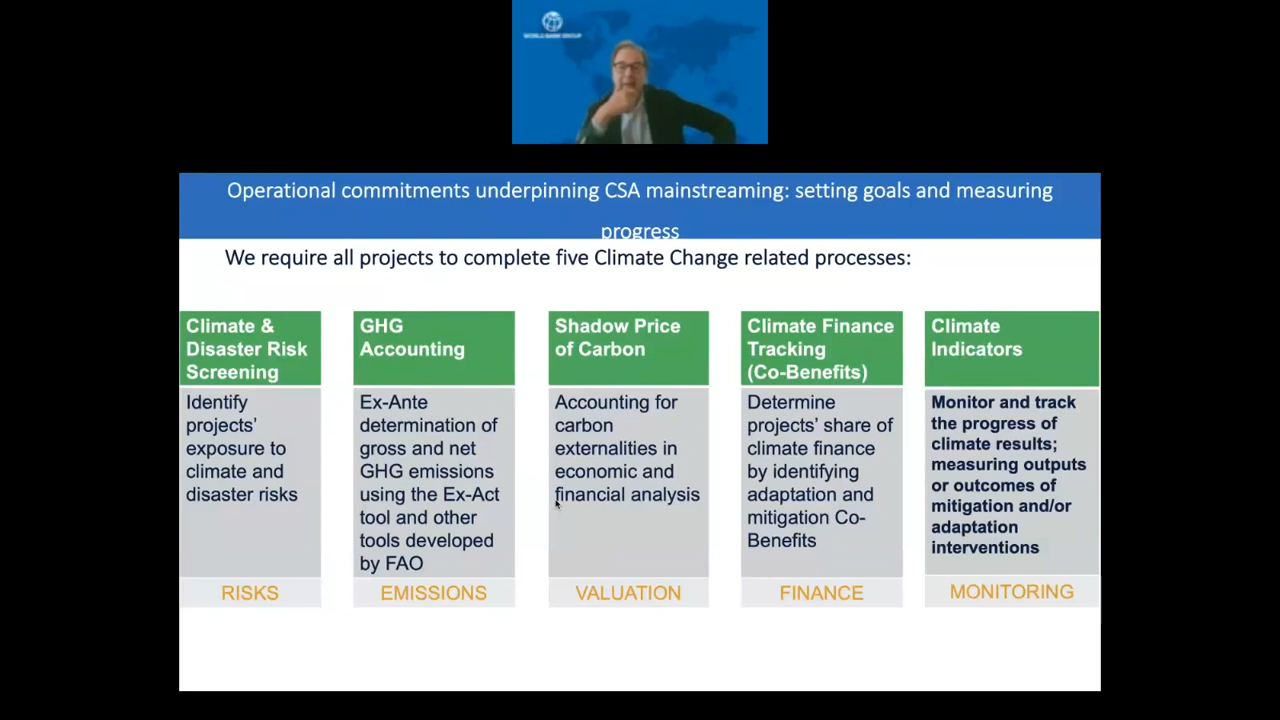 WORLD BANK GROUP
Operational commitments underpinning CSA mainstreaming: setting goals and measuring
progress
We require all projects to complete five Climate Change related processes:
Climate &
Disaster Risk
Screening
Identify
projects'
exposure to
climate and
disaster risks
RISKS
GHG
Accounting
Ex-Ante
determination of
gross and net
GHG emissions
using the Ex-Act
tool and other
tools developed
by FAO
EMISSIONS
Shadow Price
of Carbon
Accounting for
carbon
externalities in
economic and
financial analysis
VALUATION
Climate Finance
Tracking
(Co-Benefits)
Determine
projects' share of
climate finance
by identifying
adaptation and
mitigation Co-
Benefits
FINANCE
Climate
Indicators
Monitor and track
the progress of
climate results;
measuring outputs
or outcomes of
mitigation and/or
adaptation
interventions
MONITORING